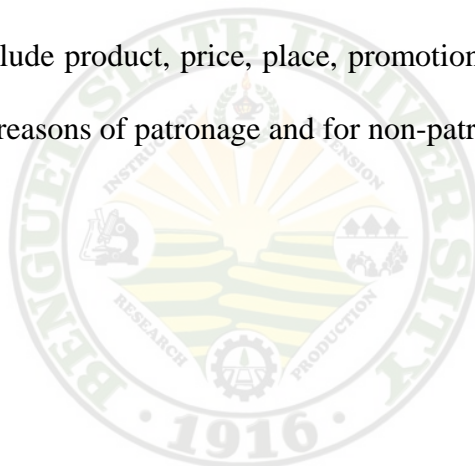 lude product, price, place, promotion
reasons of patronage and for non-patr
BENGUET STATE UNIVERSITY
INSTRUCTION
EXTENSION
RESEARCH
PRODUCTION
· 1916 ·